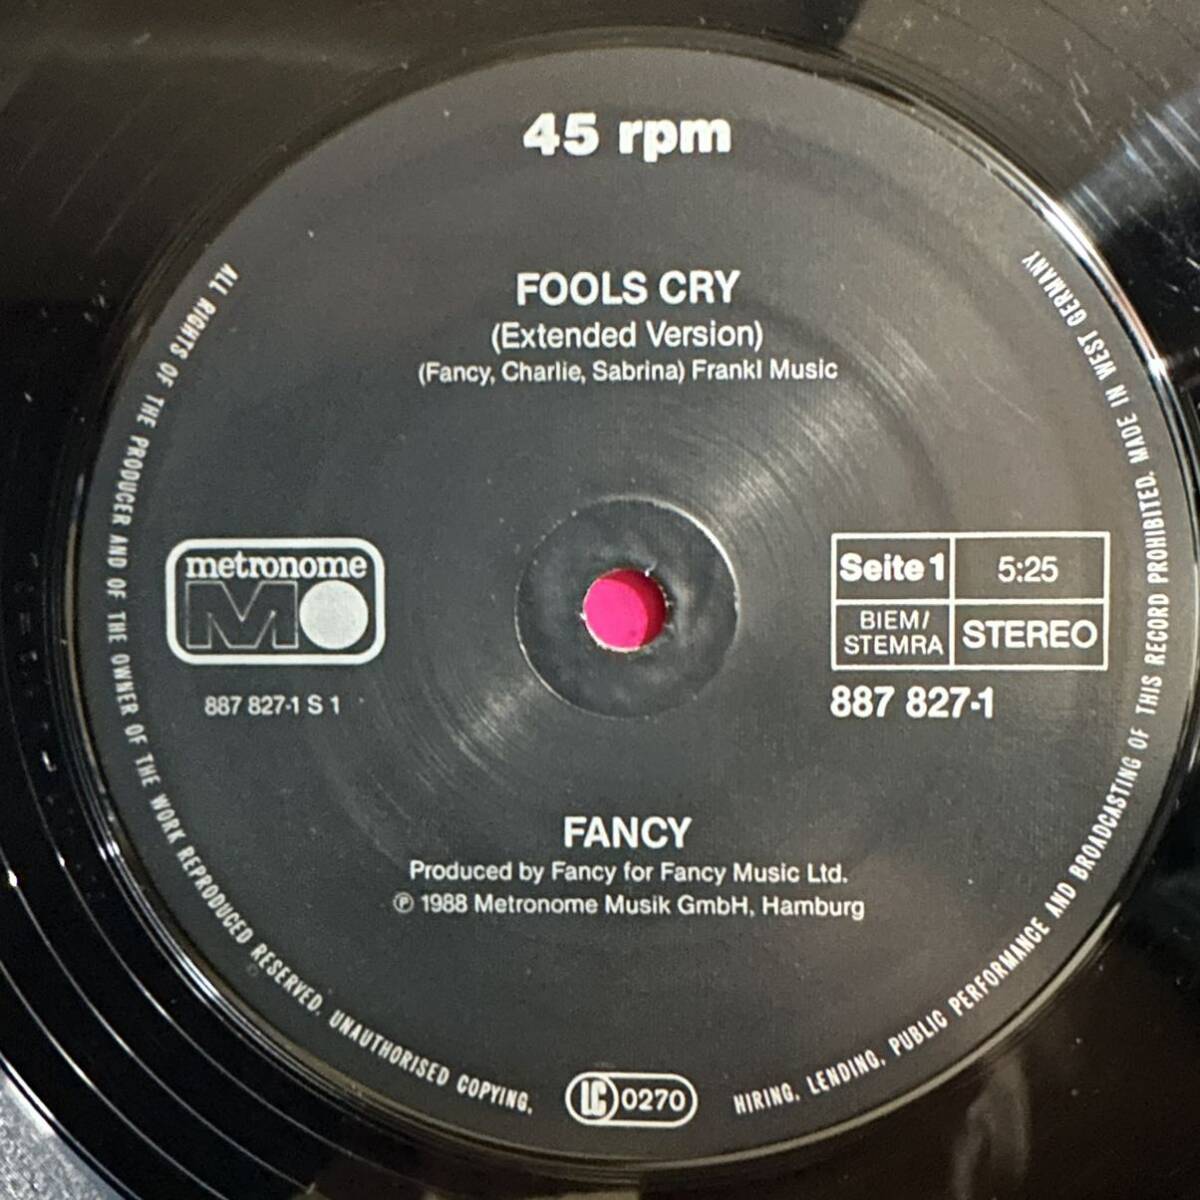 45 rpm
FOOLS CRY
(Extended Version)
(Fancy, Charlie, Sabrina) Frankl Music
metronome
MO
887 827-1 S 1
Seite 1
5:25
BIEM/
STEMRA
STEREO
887 827-1
FANCY
Produced by Fancy for Fancy Music Ltd.
℗ 1988 Metronome Musik GmbH, Hamburg
LC 0270
ALL RIGHTS OF THE PRODUCER AND OF THE OWNER OF THE WORK REPRODUCED RESERVED. UNAUTHORISED COPYING, HIRING, LENDING, PUBLIC PERFORMANCE AND BROADCASTING OF THIS RECORD PROHIBITED. MADE IN WEST GERMANY